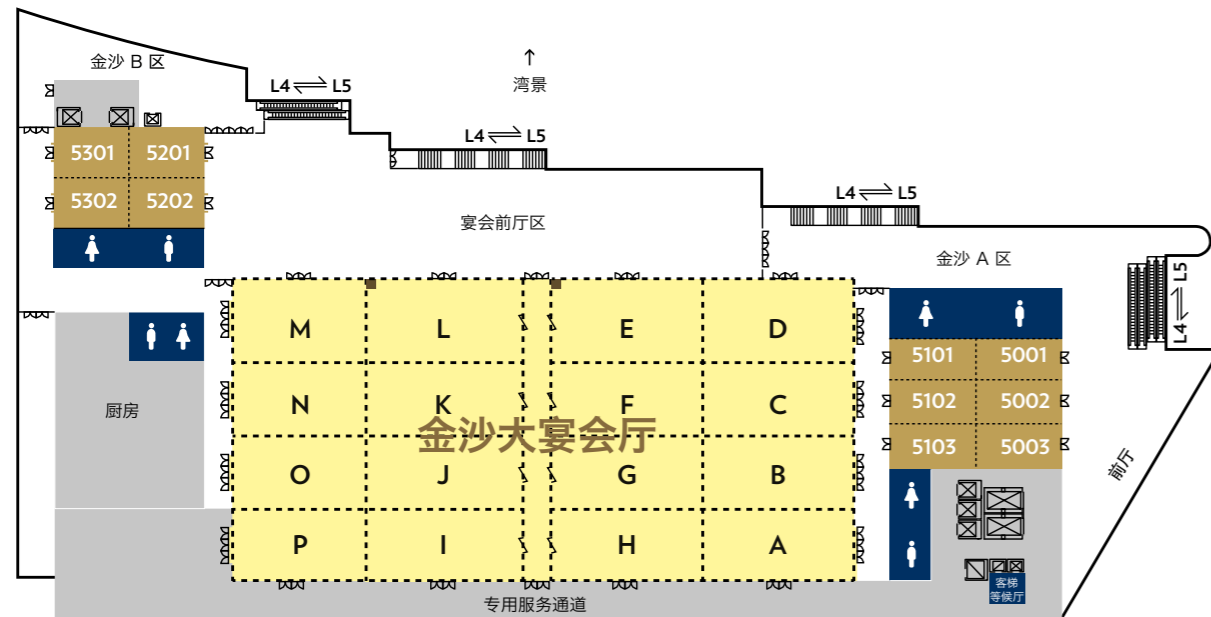 金沙 B 区
湾景
L4 L5
L4 L5
L4 L5
5301 5201
5302 5202
宴会前厅区
金沙 A 区
L4 L5
M L E D
5101 5001
N K F C
厨房
金沙大宴会厅
5102 5002
5103 5003
前厅
O J G B
P I H A
客梯
等候厅
专用服务通道